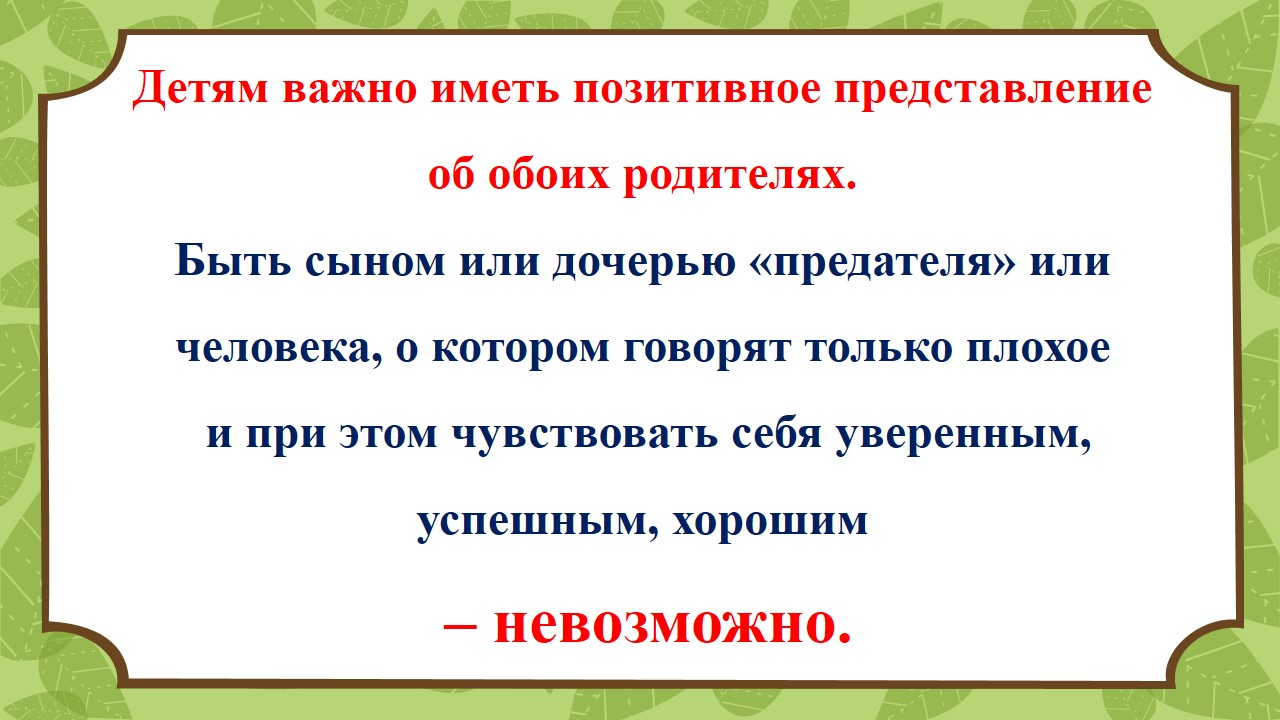 Детям важно иметь позитивное представление
об обоих родителях.
Быть сыном или дочерью «предателя» или
человека, о котором говорят только плохое
и при этом чувствовать себя уверенным,
успешным, хорошим
– невозможно.